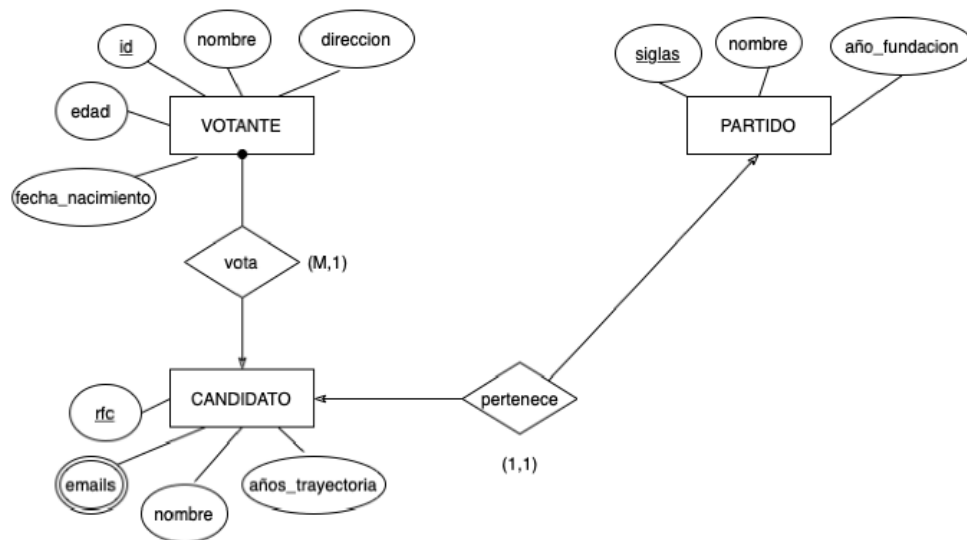 id
nombre
direccion
edad
VOTANTE
fecha_nacimiento
vota
(M,1)
siglas
nombre
año_fundacion
PARTIDO
rfc
CANDIDATO
emails
nombre
años_trayectoria
pertenece
(1,1)